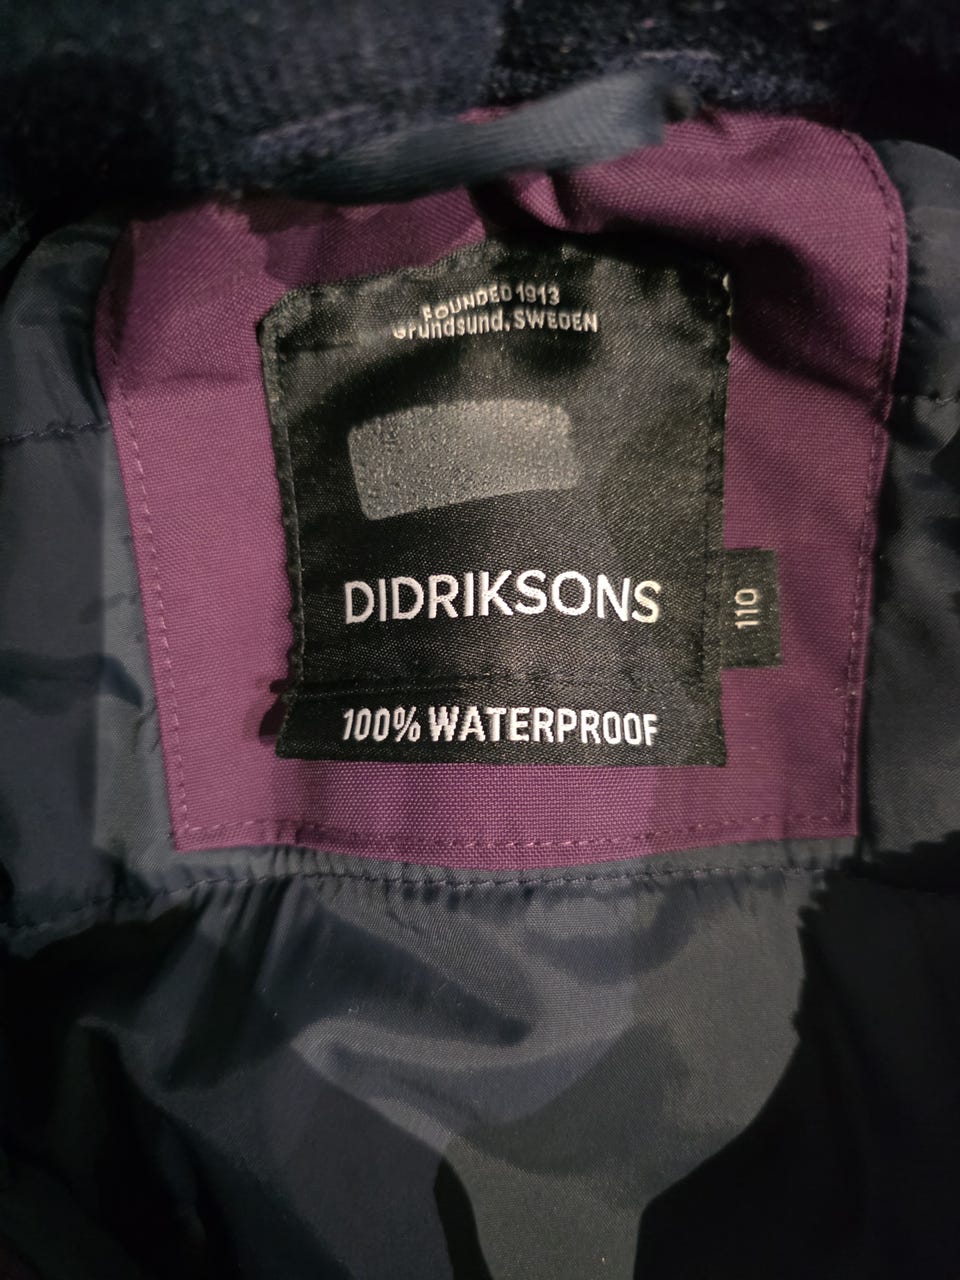 FOUNDED 1913
Grundsund, SWEDEN
DIDRIKSONS
110
100% WATERPROOF